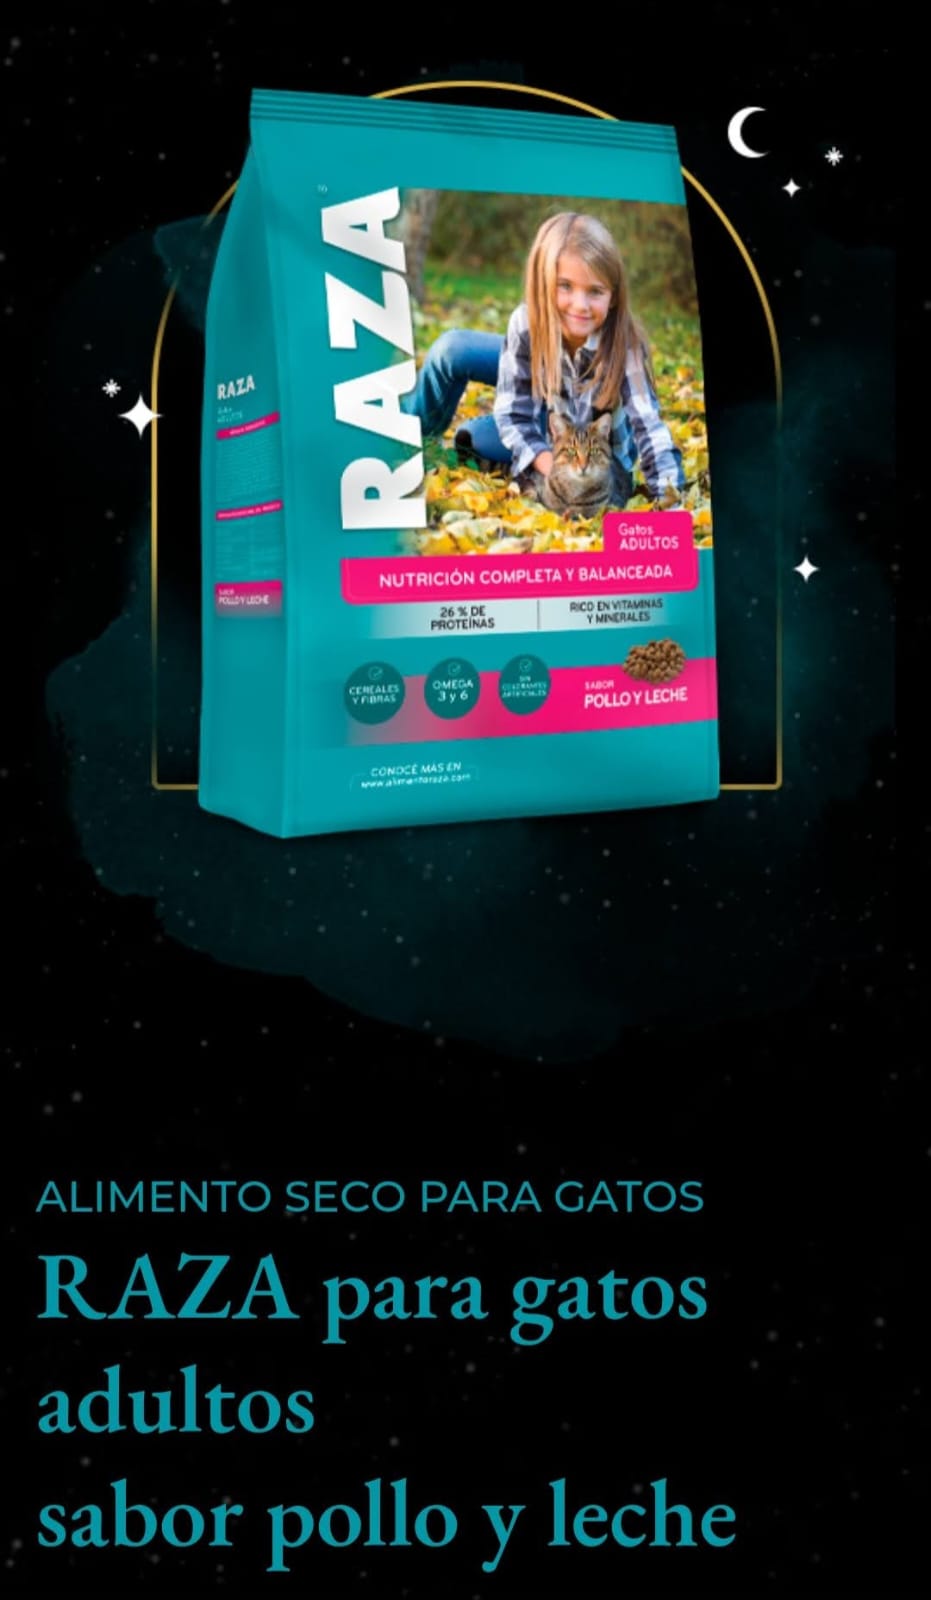 RAZA
RAZA
Gatos
ADULTOS
NUTRICIÓN COMPLETA Y BALANCEADA
26 % DE
PROTEÍNAS
RICO EN VITAMINAS
Y MINERALES
CEREALES
Y FIBRAS
OMEGA
3 y 6
SIN
COLORANTES
ARTIFICIALES
SABOR
POLLO Y LECHE
SABOR
POLLO Y LECHE
CONOCÉ MÁS EN
www.alimentoraza.com
ALIMENTO SECO PARA GATOS
RAZA para gatos
adultos
sabor pollo y leche